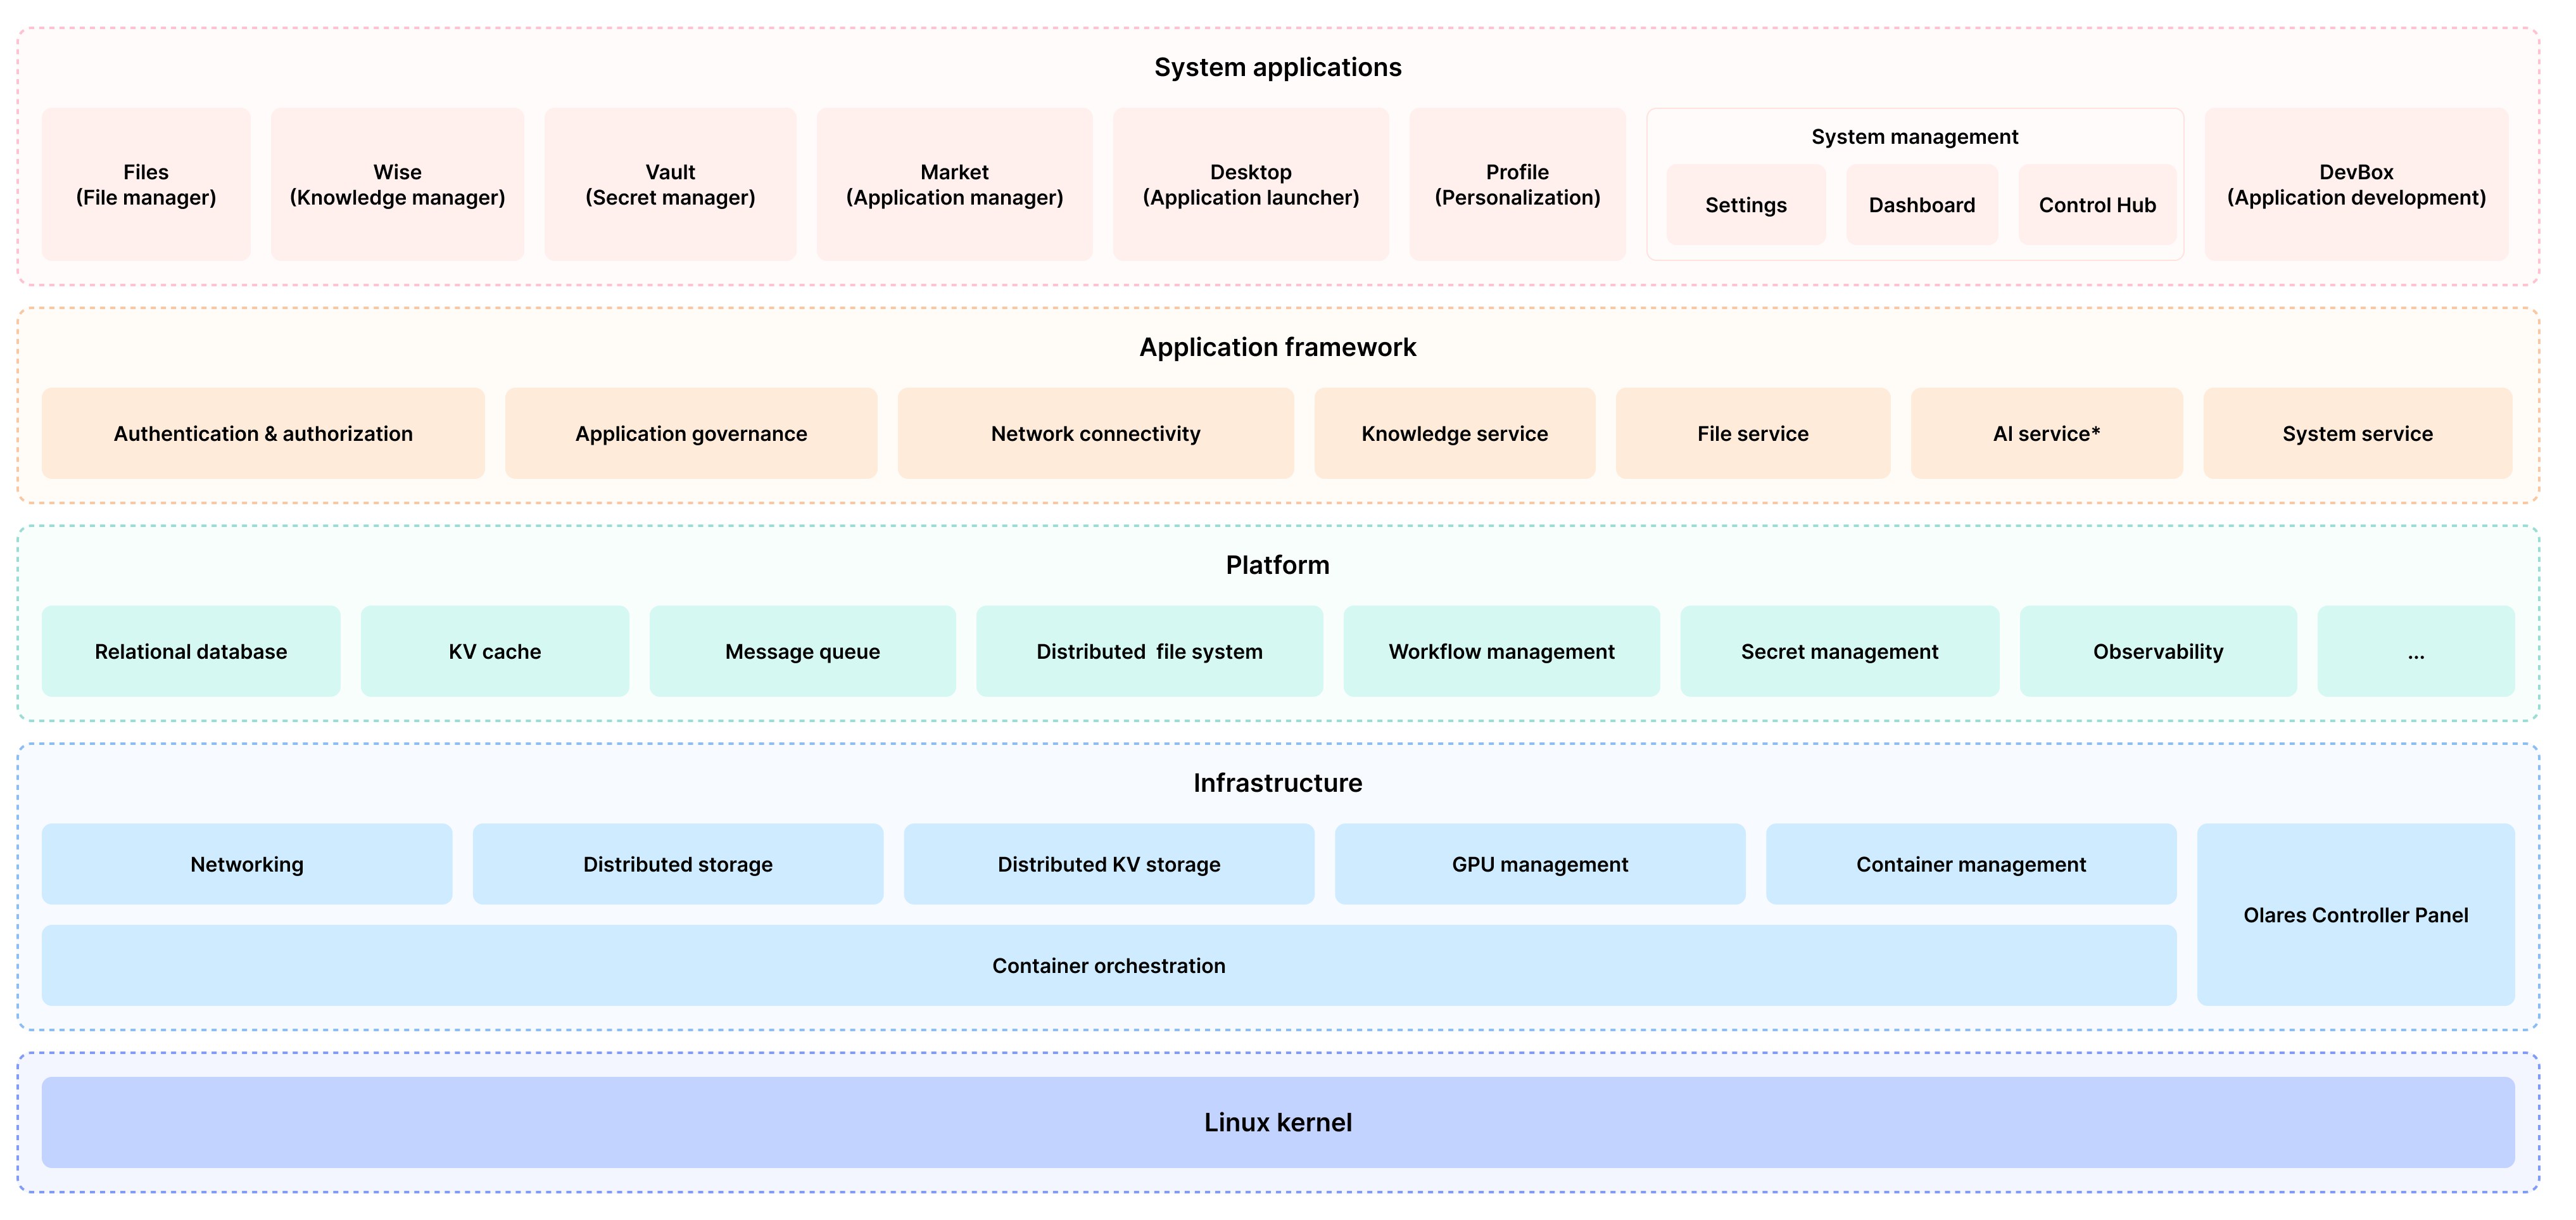 System applications
Files
(File manager)
Wise
(Knowledge manager)
Vault
(Secret manager)
Market
(Application manager)
Desktop
(Application launcher)
Profile
(Personalization)
System management
Settings
Dashboard
Control Hub
DevBox
(Application development)
Application framework
Authentication & authorization
Application governance
Network connectivity
Knowledge service
File service
AI service*
System service
Platform
Relational database
KV cache
Message queue
Distributed  file system
Workflow management
Secret management
Observability
...
Infrastructure
Networking
Distributed storage
Distributed KV storage
GPU management
Container management
Olares Controller Panel
Container orchestration
Linux kernel